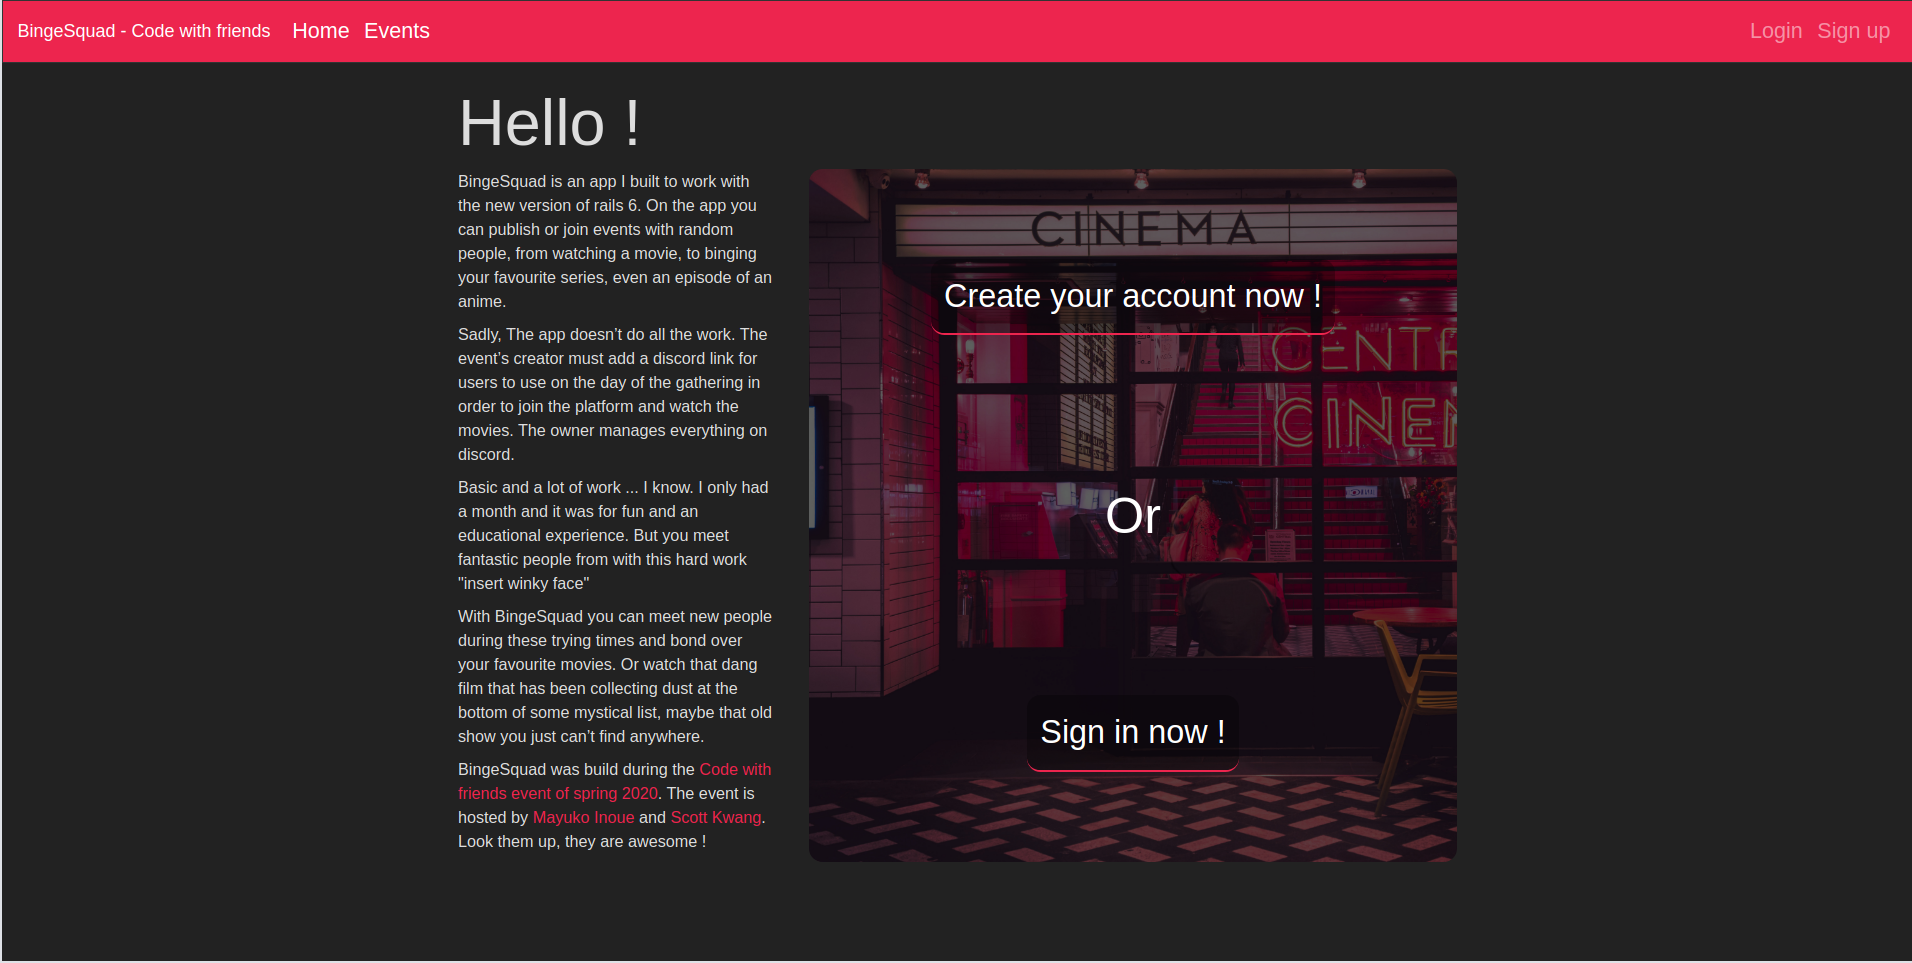 BingeSquad - Code with friends Home Events Login Sign up
Hello !
BingeSquad is an app I built to work with
the new version of rails 6. On the app you
can publish or join events with random
people, from watching a movie, to binging
your favourite series, even an episode of an
anime.
Sadly, The app doesn’t do all the work. The
event’s creator must add a discord link for
users to use on the day of the gathering in
order to join the platform and watch the
movies. The owner manages everything on
discord.
Basic and a lot of work ... I know. I only had
a month and it was for fun and an
educational experience. But you meet
fantastic people from with this hard work
"insert winky face"
With BingeSquad you can meet new people
during these trying times and bond over
your favourite movies. Or watch that dang
film that has been collecting dust at the
bottom of some mystical list, maybe that old
show you just can’t find anywhere.
BingeSquad was build during the Code with
friends event of spring 2020. The event is
hosted by Mayuko Inoue and Scott Kwang.
Look them up, they are awesome !
CINEMA
Create your account now !
CENTR
CINEM
Or
Sign in now !